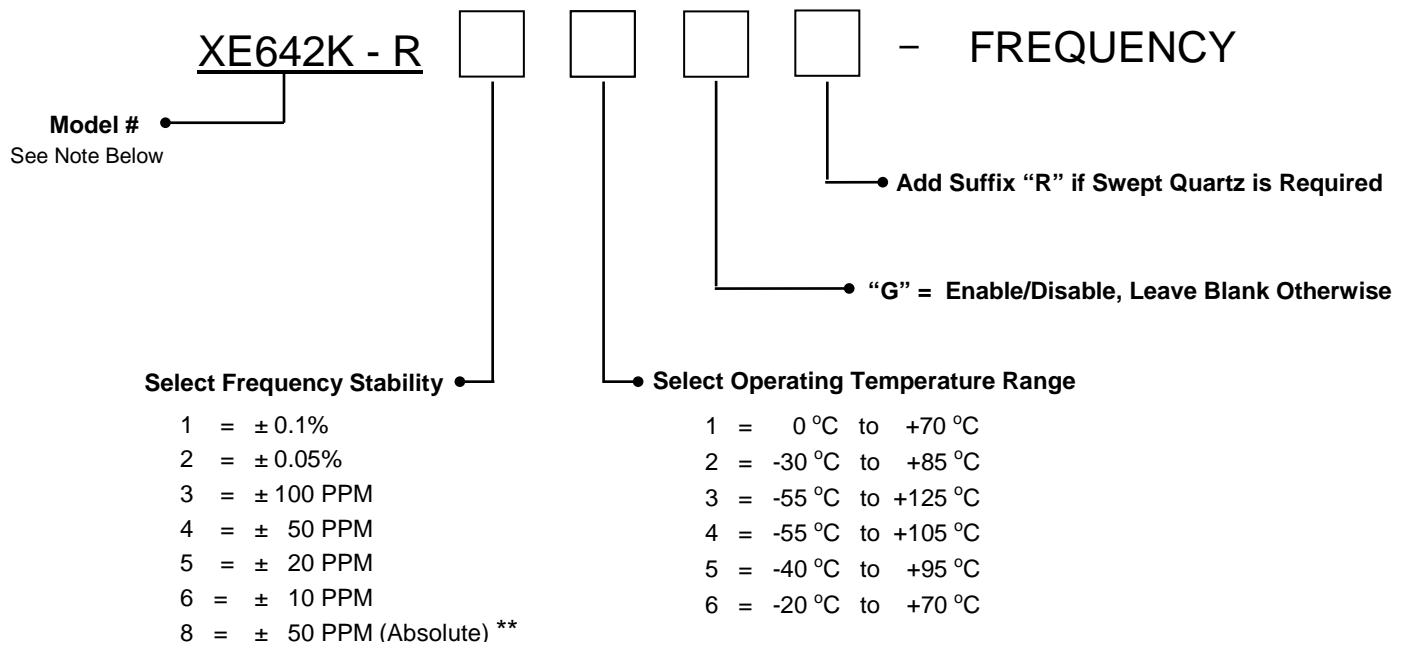 XE642K - R – FREQUENCY
Model #
See Note Below
Add Suffix “R” if Swept Quartz is Required
“G” = Enable/Disable, Leave Blank Otherwise
Select Frequency Stability
1 = ± 0.1%
2 = ± 0.05%
3 = ± 100 PPM
4 = ± 50 PPM
5 = ± 20 PPM
6 = ± 10 PPM
8 = ± 50 PPM (Absolute) **
Select Operating Temperature Range
1 = 0 °C to +70 °C
2 = -30 °C to +85 °C
3 = -55 °C to +125 °C
4 = -55 °C to +105 °C
5 = -40 °C to +95 °C
6 = -20 °C to +70 °C